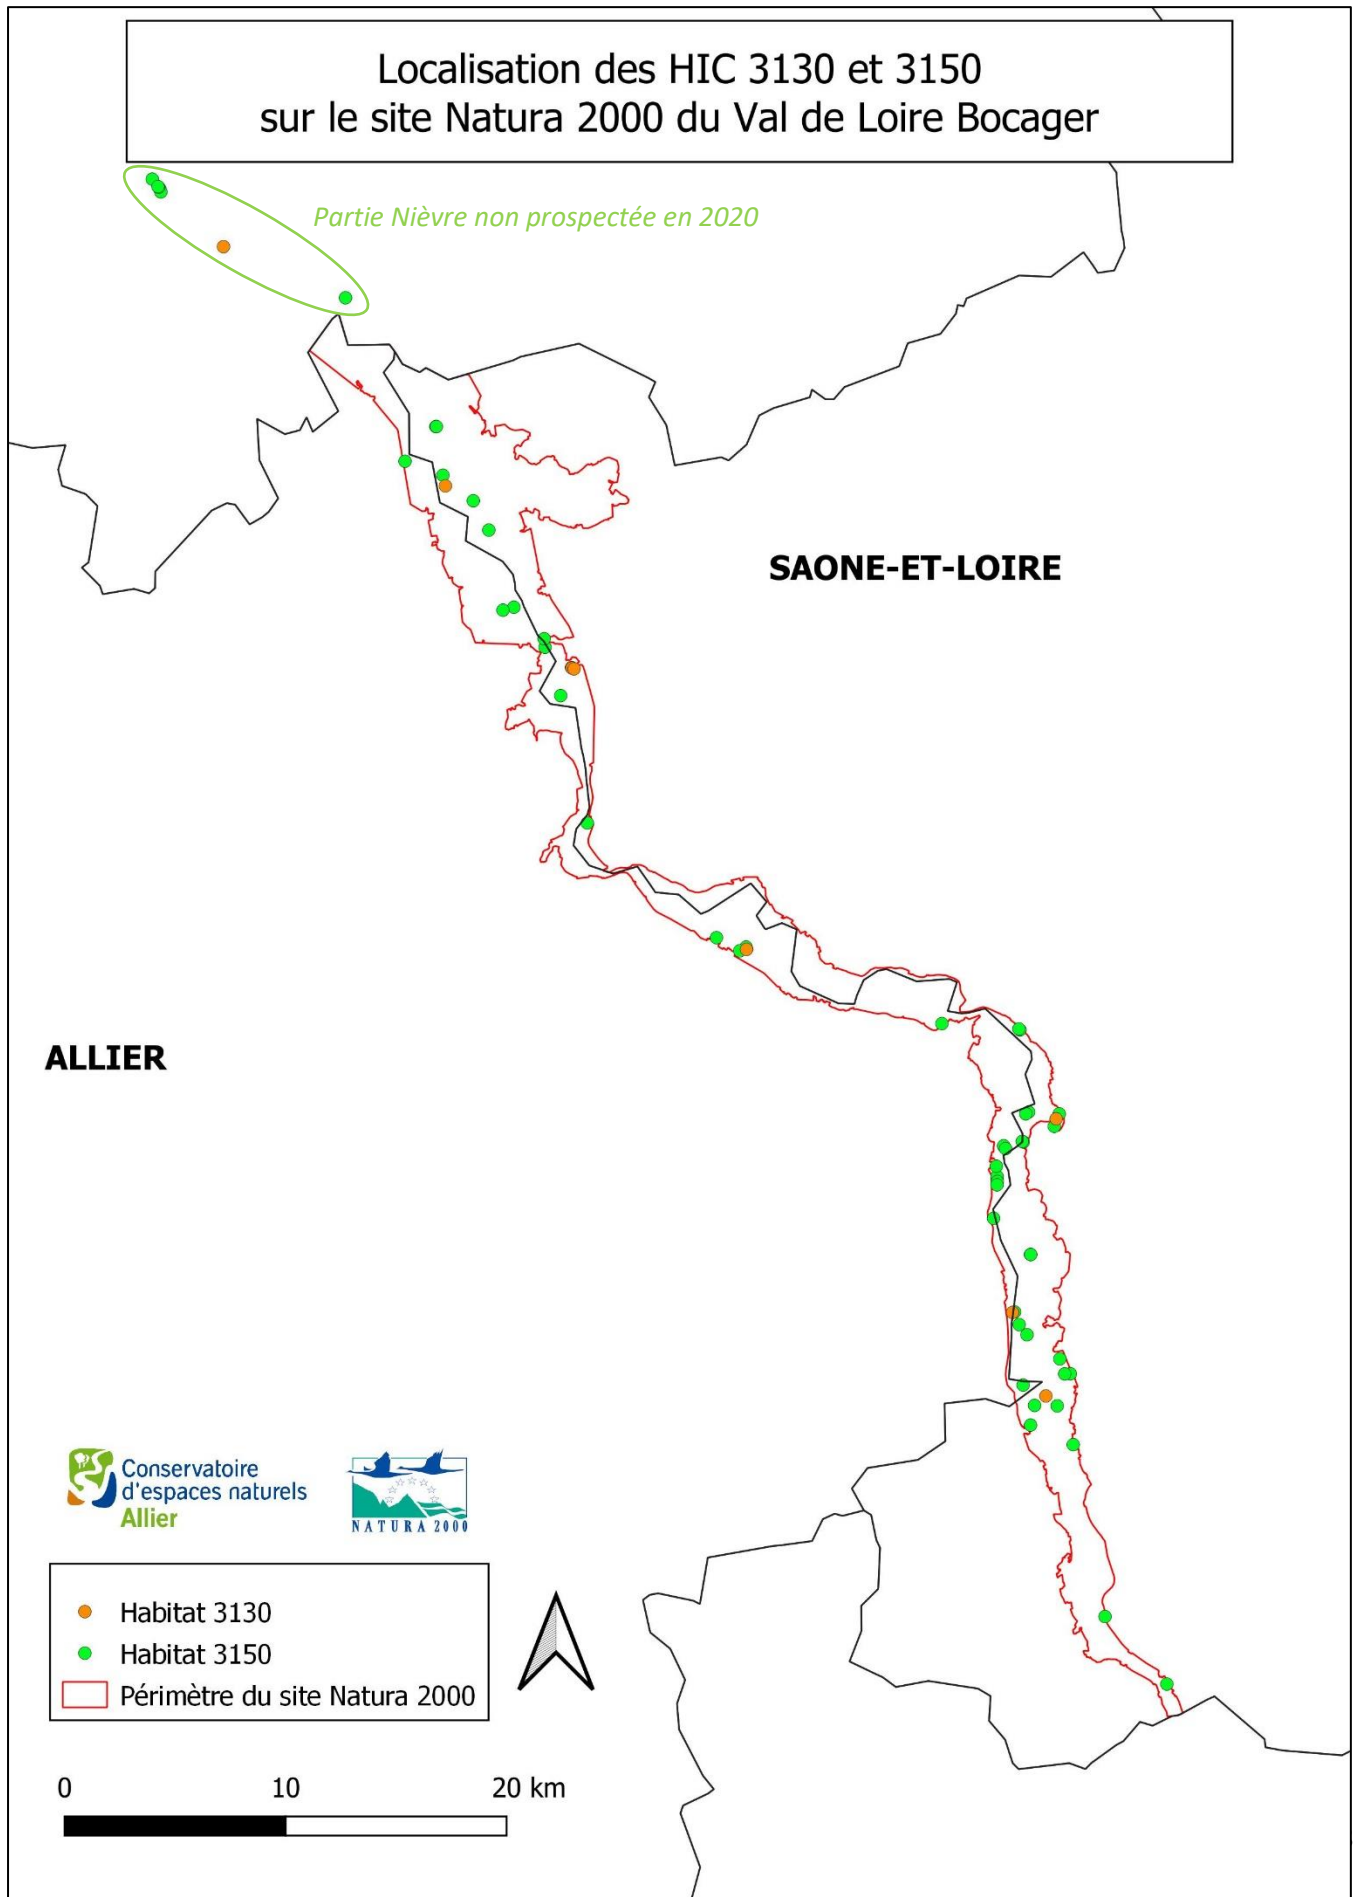 Localisation des HIC 3130 et 3150
sur le site Natura 2000 du Val de Loire Bocager
Partie Nièvre non prospectée en 2020
SAONE-ET-LOIRE
ALLIER
Conservatoire
d'espaces naturels
Allier
NATURA 2000
Habitat 3130
Habitat 3150
Périmètre du site Natura 2000
0 10 20 km